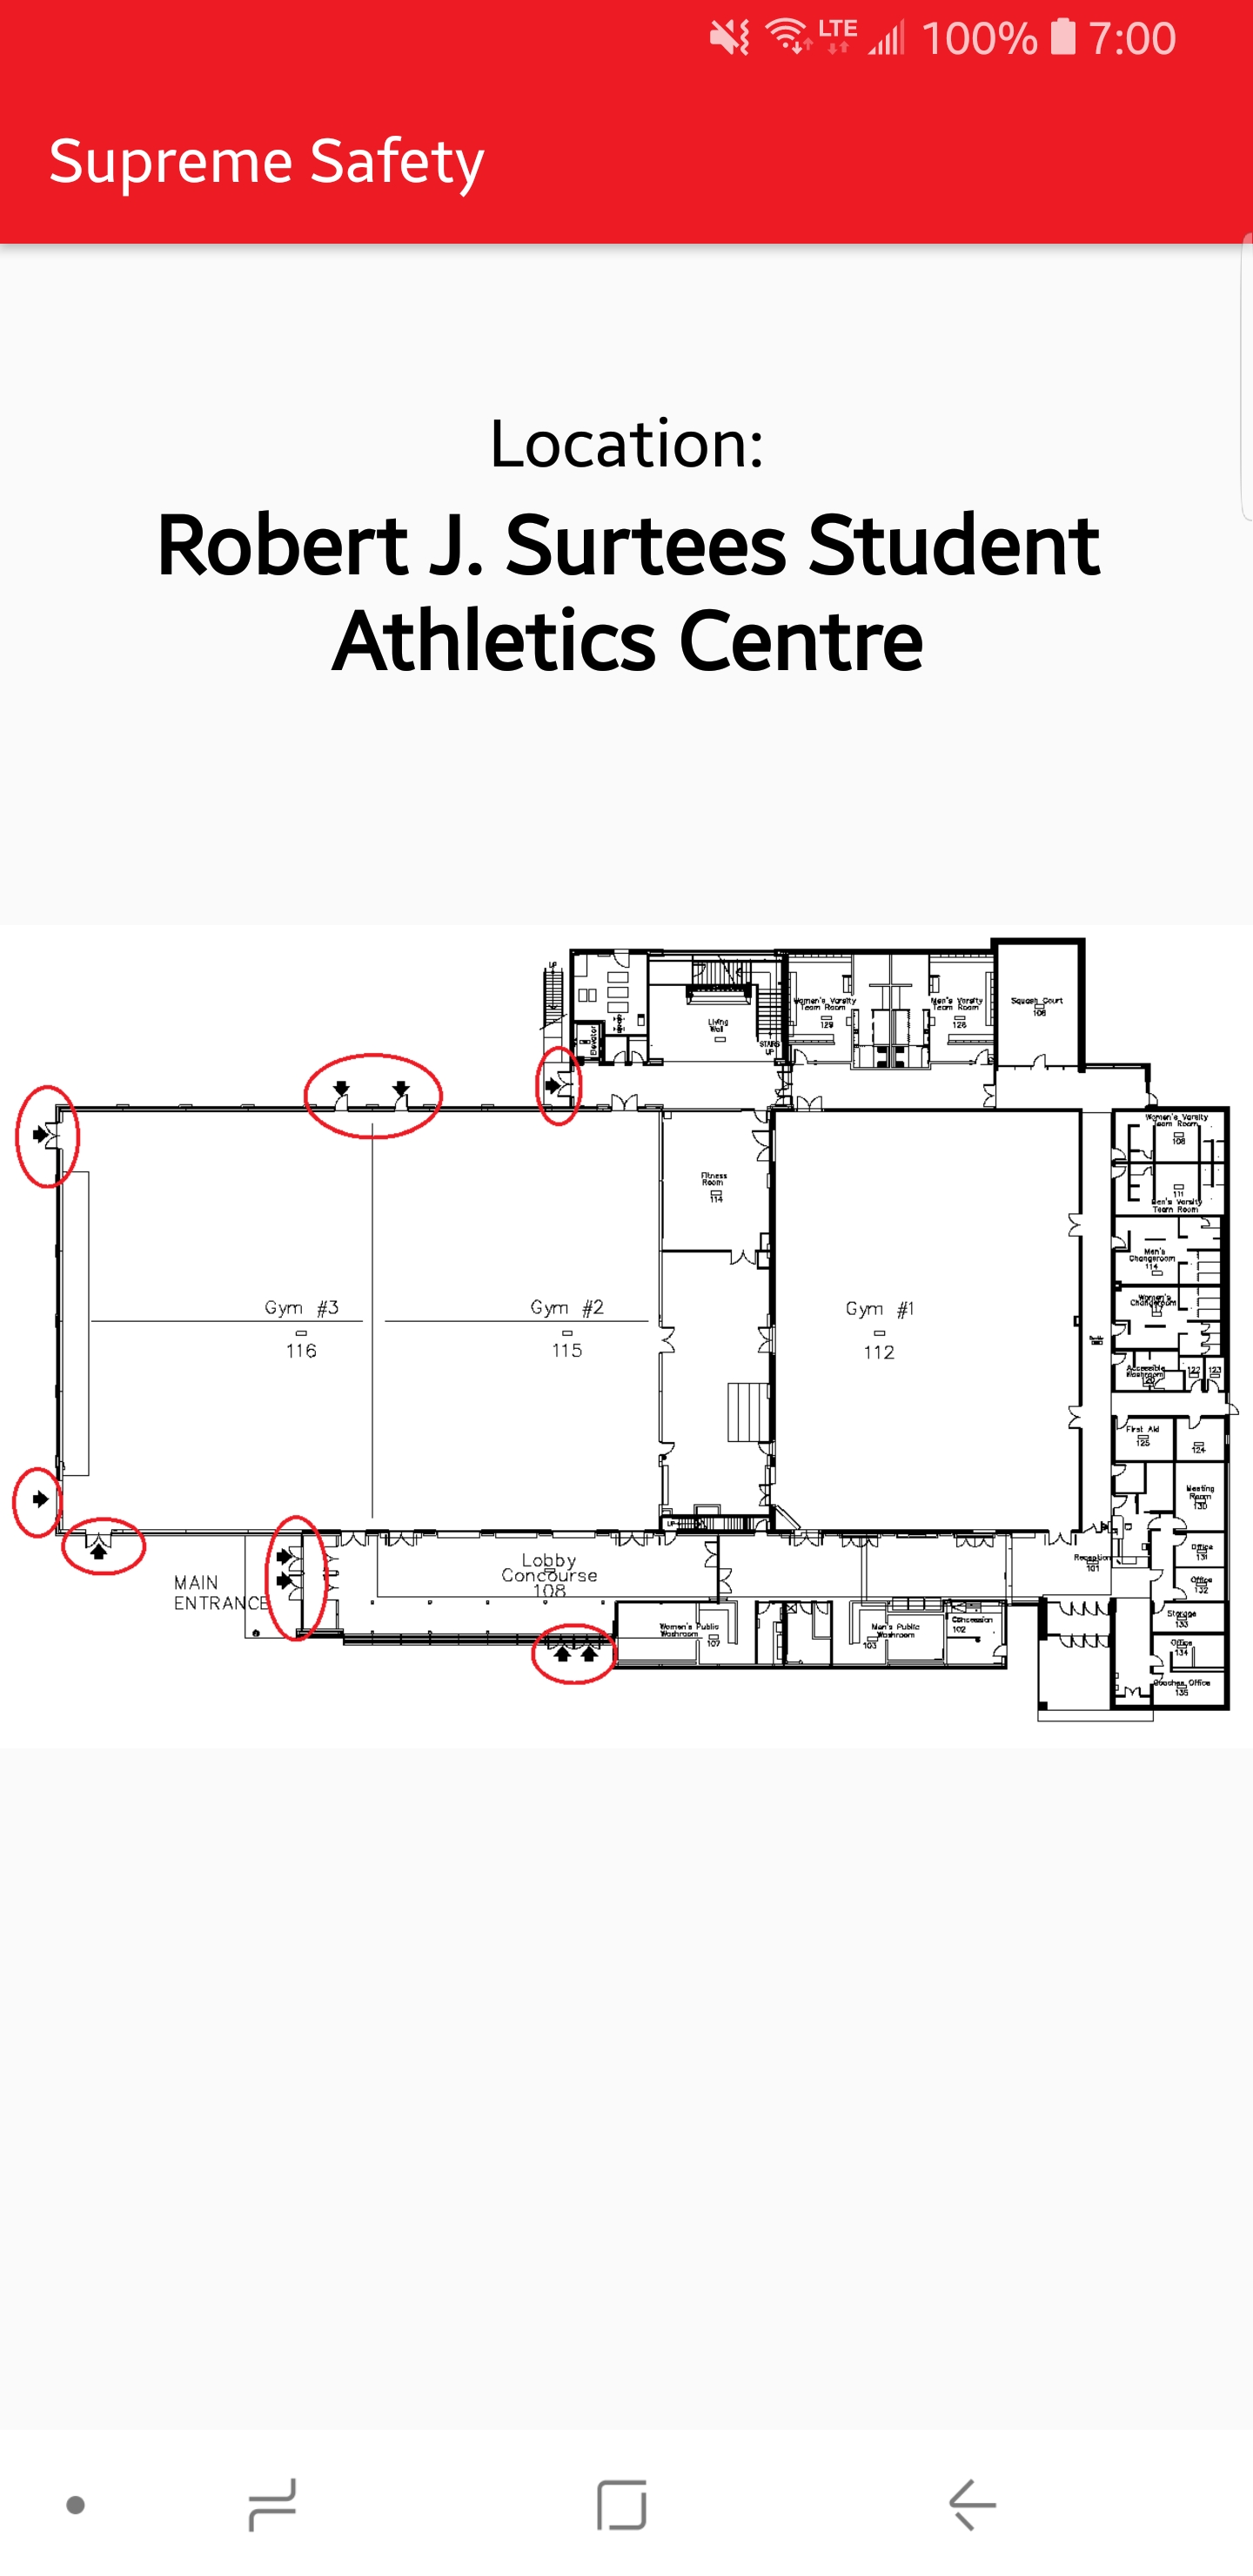 LTE 100% 7:00
Supreme Safety
Location:
Robert J. Surtees Student
Athletics Centre
UP
Elevator
Living
Wall
STAIRS
UP
Women's Varsity
Team Room
129
Men's Varsity
Team Room
128
Squash Court
106
Women's Varsity
Team Room
108
111
Men's Varsity
Team Room
Fitness
Room
114
Men's
Changeroom
114
Women's
Changeroom
Gym #3
116
Gym #2
115
Gym #1
112
Accessible
Washroom
122
123
First Aid
125
124
Meeting
Room
130
UP
Lobby
Concourse
108
Reception
101
Office
131
Office
132
MAIN
ENTRANCE
Women's Public
Washroom
107
Men's Public
Washroom
103
Concession
102
Storage
133
Office
134
Coaches Office
135